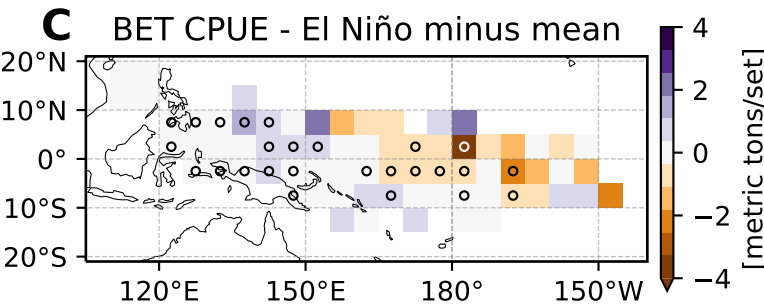 C
BET CPUE - El Niño minus mean
20°N
10°N
0°
10°S
20°S
120°E
150°E
180°
150°W
4
2
0
−2
−4
[metric tons/set]